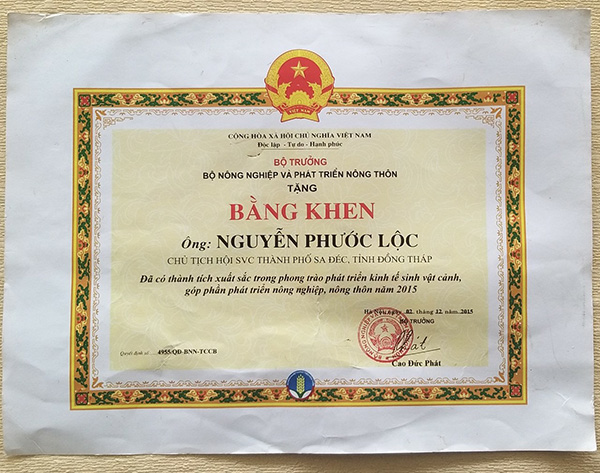 CỘNG HÒA XÃ HỘI CHỦ NGHĨA VIỆT NAM
Độc lập - Tự do - Hạnh phúc
BỘ TRƯỞNG
BỘ NÔNG NGHIỆP VÀ PHÁT TRIỂN NÔNG THÔN
TẶNG
BẰNG KHEN
Ông: NGUYỄN PHƯỚC LỘC
CHỦ TỊCH HỘI SVC THÀNH PHỐ SA ĐÉC, TỈNH ĐỒNG THÁP
Đã có thành tích xuất sắc trong phong trào phát triển kinh tế sinh vật cảnh,
góp phần phát triển nông nghiệp, nông thôn năm 2015
Hà Nội, ngày 02 tháng 12 năm 2015
BỘ TRƯỞNG
Quyết định số 4955/QĐ-BNN-TCCB
Cao Đức Phát